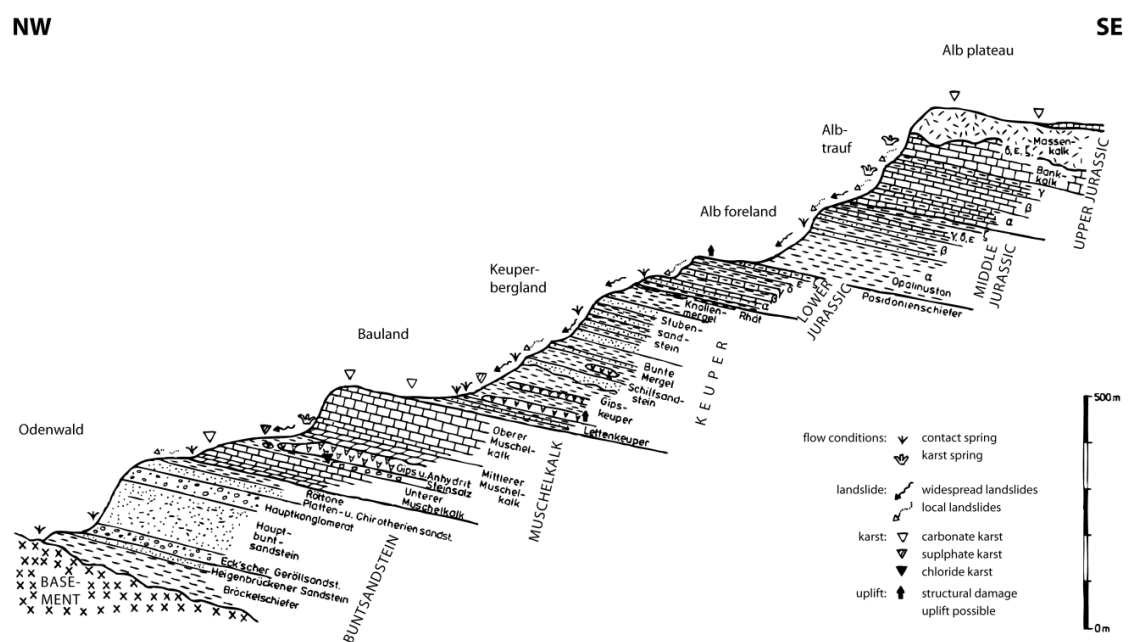 NW
SE
Alb plateau
Alb-
trauf
Alb foreland
Keuper-
bergland
Bauland
Odenwald
Massen-
kalk
δ, ε, ζ,
Bank-
kalk
γ
β
α
UPPER JURASSIC
γ, δ, ε, ζ
β
α
Opalinuston
MIDDLE
JURASSIC
Posidonienschiefer
α β γ δ ε ζ
LOWER
JURASSIC
Rhät
Knollen-
mergel
Stuben-
sand-
stein
Bunte
Mergel
Schilfsand-
stein
Gips-
keuper
Lettenkeuper
KEUPER
Oberer
Muschel-
kalk
Mittlerer
Muschel-
kalk
Gips u. Anhydrit
Steinsalz
Unterer
Muschelkalk
MUSCHELKALK
Röttone
Platten- u. Chirotheriensandst.
Hauptkonglomerat
Haupt-
bunt-
sandstein
Eck'scher Geröllsandst.
Heigenbrückener Sandstein
Bröckelschiefer
BUNTSANDSTEIN
BASE-
MENT
flow conditions: contact spring
karst spring
landslide: widespread landslides
local landslides
karst: carbonate karst
suplphate karst
chloride karst
uplift: structural damage
uplift possible
500 m
0 m